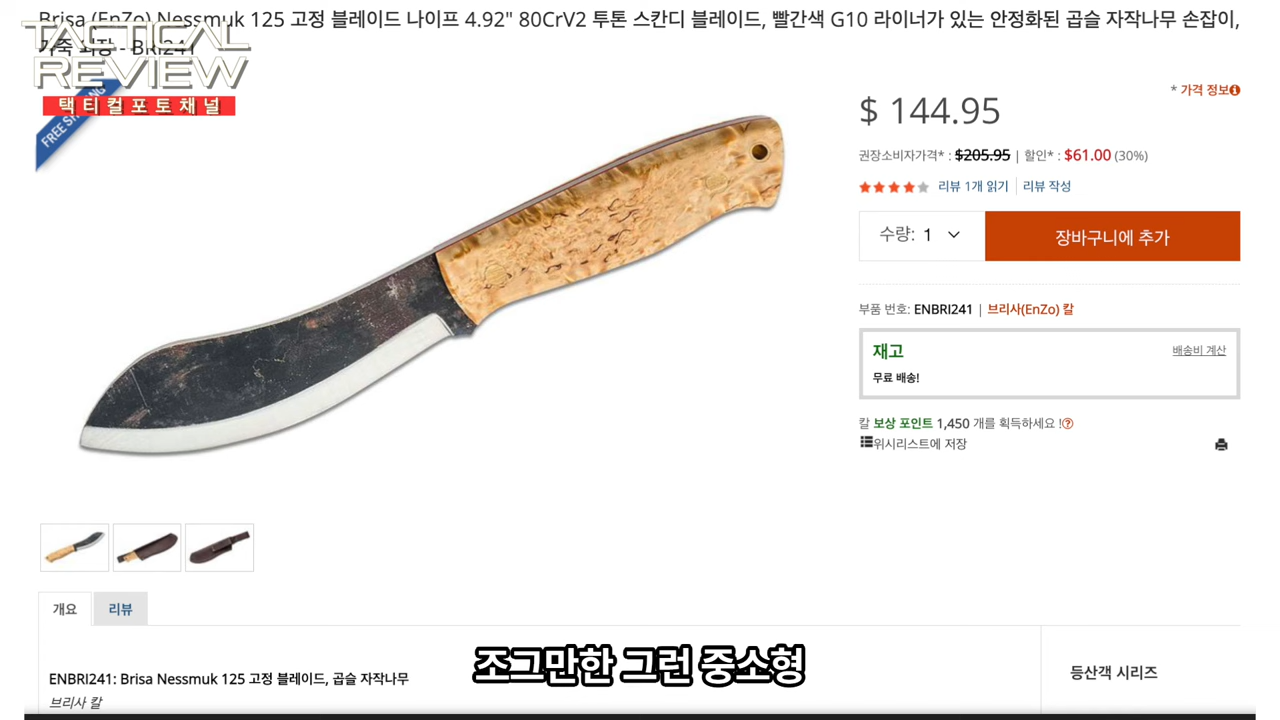 Brisa (EnZo) Nessmuk 125 고정 블레이드 나이프 4.92" 80CrV2 투톤 스칸디 블레이드, 빨간색 G10 라이너가 있는 안정화된 곱슬 자작나무 손잡이,
가죽 외장 - BRI241
TACTICAL
REVIEW
택티컬포토채널
FREE SHIPPING
* 가격 정보
$ 144.95
권장소비자가격* : $205.95 | 할인* : $61.00 (30%)
리뷰 1개 읽기 | 리뷰 작성
수량: 1
장바구니에 추가
부품 번호: ENBRI241 | 브리사(EnZo) 칼
재고
배송비 계산
무료 배송!
칼 보상 포인트 1,450 개를 획득하세요 !
위시리스트에 저장
개요
리뷰
조그만한 그런 중소형
ENBRI241: Brisa Nessmuk 125 고정 블레이드, 곱슬 자작나무
브리사 칼
등산객 시리즈